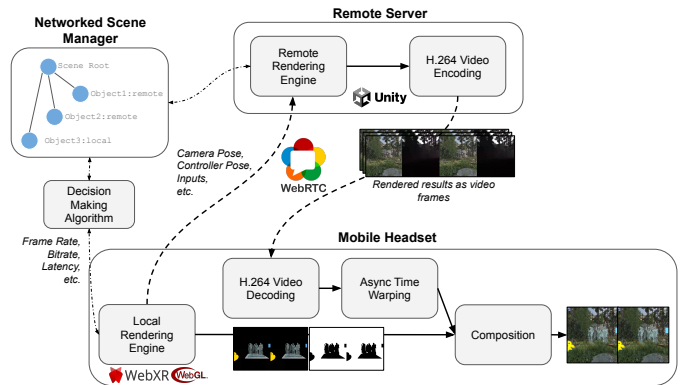 Networked Scene
Manager
Scene Root
Object1:remote
Object2:remote
Object3:local
Remote Server
Remote
Rendering
Engine
H.264 Video
Encoding
Unity
Camera Pose,
Controller Pose,
Inputs,
etc.
WebRTC
Rendered results as video
frames
Decision
Making
Algorithm
Frame Rate,
Bitrate,
Latency,
etc.
Mobile Headset
H.264 Video
Decoding
Async Time
Warping
Local
Rendering
Engine
Composition
WebXR
WebGL